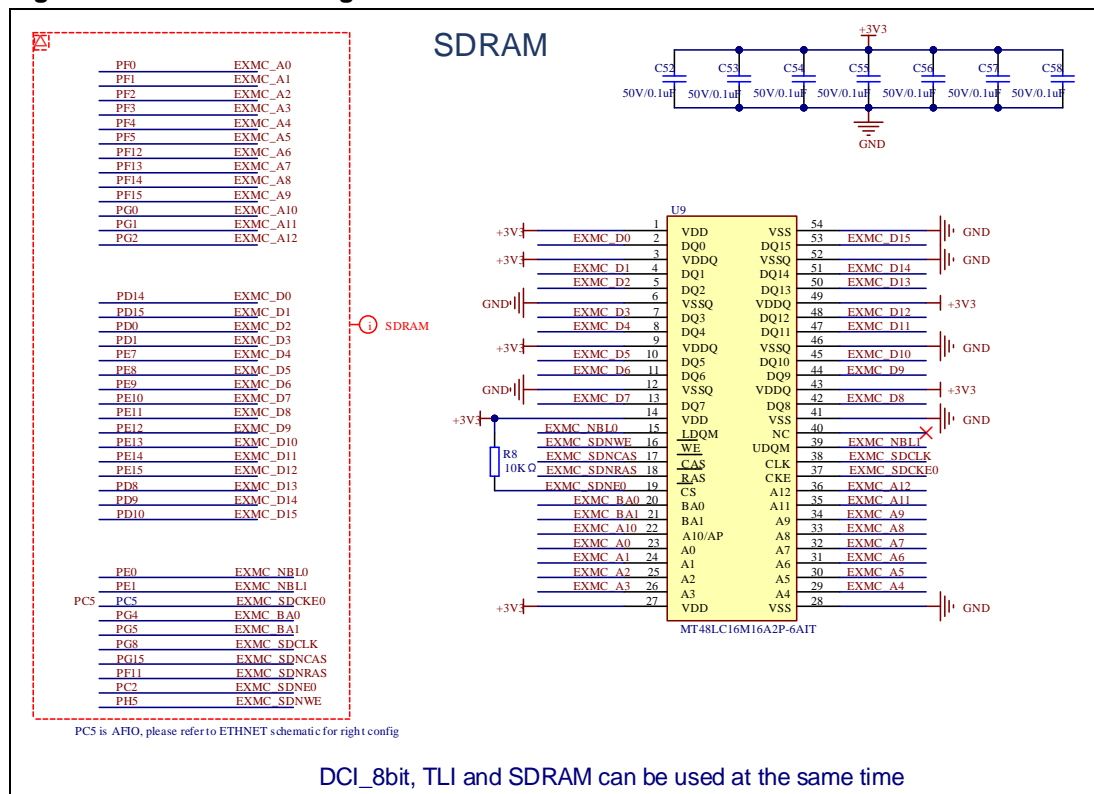 SDRAM
+3V3
C52 C53 C54 C55 C56 C57 C58
50V/0.1uF 50V/0.1uF 50V/0.1uF 50V/0.1uF 50V/0.1uF 50V/0.1uF 50V/0.1uF
GND
PF0 EXMC_A0
PF1 EXMC_A1
PF2 EXMC_A2
PF3 EXMC_A3
PF4 EXMC_A4
PF5 EXMC_A5
PF12 EXMC_A6
PF13 EXMC_A7
PF14 EXMC_A8
PF15 EXMC_A9
PG0 EXMC_A10
PG1 EXMC_A11
PG2 EXMC_A12
PD14 EXMC_D0
PD15 EXMC_D1
PD0 EXMC_D2
PD1 EXMC_D3
PE7 EXMC_D4
PE8 EXMC_D5
PE9 EXMC_D6
PE10 EXMC_D7
PE11 EXMC_D8
PE12 EXMC_D9
PE13 EXMC_D10
PE14 EXMC_D11
PE15 EXMC_D12
PD8 EXMC_D13
PD9 EXMC_D14
PD10 EXMC_D15
i SDRAM
PE0 EXMC_NBL0
PE1 EXMC_NBL1
PC5 PC5 EXMC_SDCKE0
PG4 EXMC_BA0
PG5 EXMC_BA1
PG8 EXMC_SDCLK
PG15 EXMC_SDNCAS
PF11 EXMC_SDNRAS
PC2 EXMC_SDNE0
PH5 EXMC_SDNWE
PC5 is AFIO, please refer to ETHNET schematic for right config
U9
+3V3 1 VDD VSS 54 GND
EXMC_D0 2 DQ0 DQ15 53 EXMC_D15
+3V3 3 VDDQ VSSQ 52 GND
EXMC_D1 4 DQ1 DQ14 51 EXMC_D14
EXMC_D2 5 DQ2 DQ13 50 EXMC_D13
GND 6 VSSQ VDDQ 49 +3V3
EXMC_D3 7 DQ3 DQ12 48 EXMC_D12
EXMC_D4 8 DQ4 DQ11 47 EXMC_D11
+3V3 9 VDDQ VSSQ 46 GND
EXMC_D5 10 DQ5 DQ10 45 EXMC_D10
EXMC_D6 11 DQ6 DQ9 44 EXMC_D9
GND 12 VSSQ VDDQ 43 +3V3
EXMC_D7 13 DQ7 DQ8 42 EXMC_D8
+3V3 14 VDD VSS 41 GND
EXMC_NBL0 15 LDQM NC 40
EXMC_SDNWE 16 WE UDQM 39 EXMC_NBL1
R8 EXMC_SDNCAS 17 CAS CLK 38 EXMC_SDCLK
10KΩ EXMC_SDNRAS 18 RAS CKE 37 EXMC_SDCKE0
EXMC_SDNE0 19 CS A12 36 EXMC_A12
EXMC_BA0 20 BA0 A11 35 EXMC_A11
EXMC_BA1 21 BA1 A9 34 EXMC_A9
EXMC_A10 22 A10/AP A8 33 EXMC_A8
EXMC_A0 23 A0 A7 32 EXMC_A7
EXMC_A1 24 A1 A6 31 EXMC_A6
EXMC_A2 25 A2 A5 30 EXMC_A5
EXMC_A3 26 A3 A4 29 EXMC_A4
+3V3 27 VDD VSS 28 GND
MT48LC16M16A2P-6AIT
DCI_8bit, TLI and SDRAM can be used at the same time